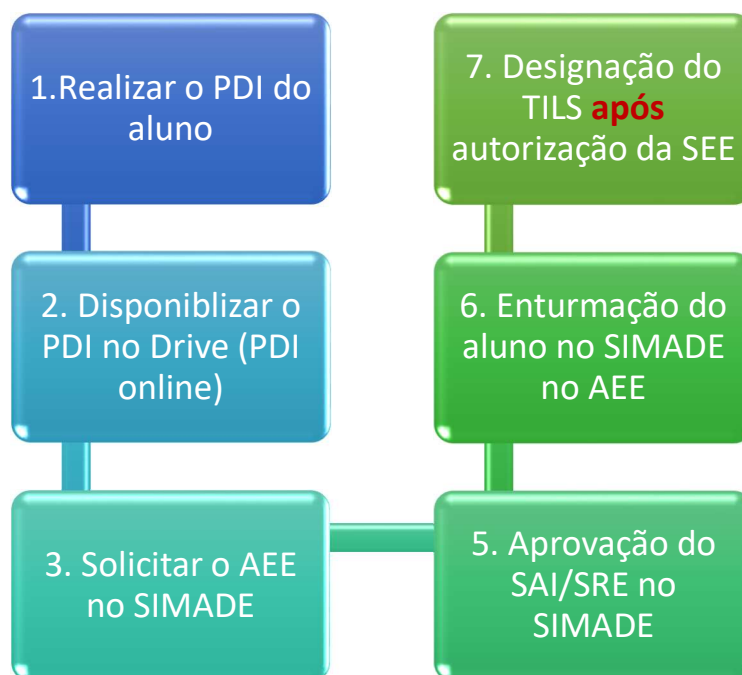 1.Realizar o PDI do
aluno
2. Disponiblizar o
PDI no Drive (PDI
online)
3. Solicitar o AEE
no SIMADE
5. Aprovação do
SAI/SRE no
SIMADE
6. Enturmação do
aluno no SIMADE
no AEE
7. Designação do
TILS após
autorização da SEE